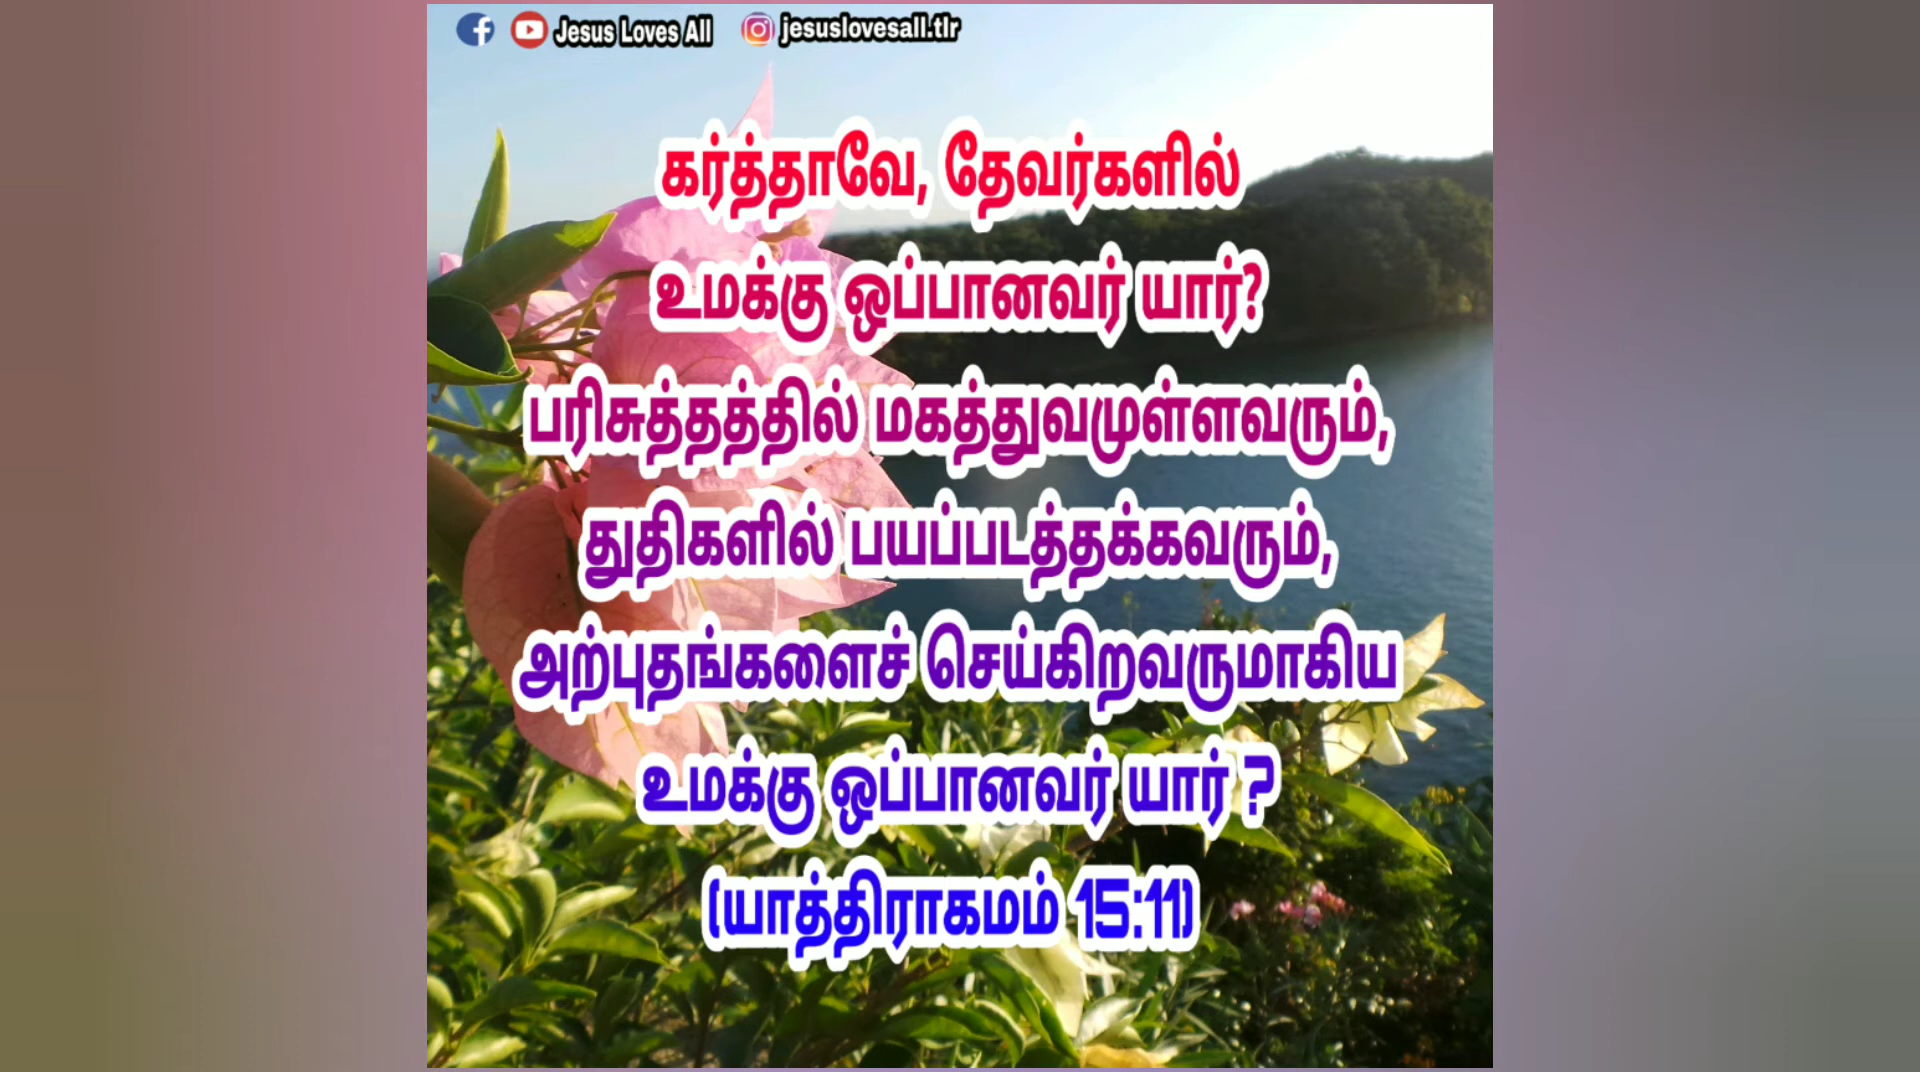 Jesus Loves All jesuslovesall.tlr
கர்த்தாவே, தேவர்களில்
உமக்கு ஒப்பானவர் யார்?
பரிசுத்தத்தில் மகத்துவமுள்ளவரும்,
துதிகளில் பயப்படத்தக்கவரும்,
அற்புதங்களைச் செய்கிறவருமாகிய
உமக்கு ஒப்பானவர் யார் ?
(யாத்திராகமம் 15:11)